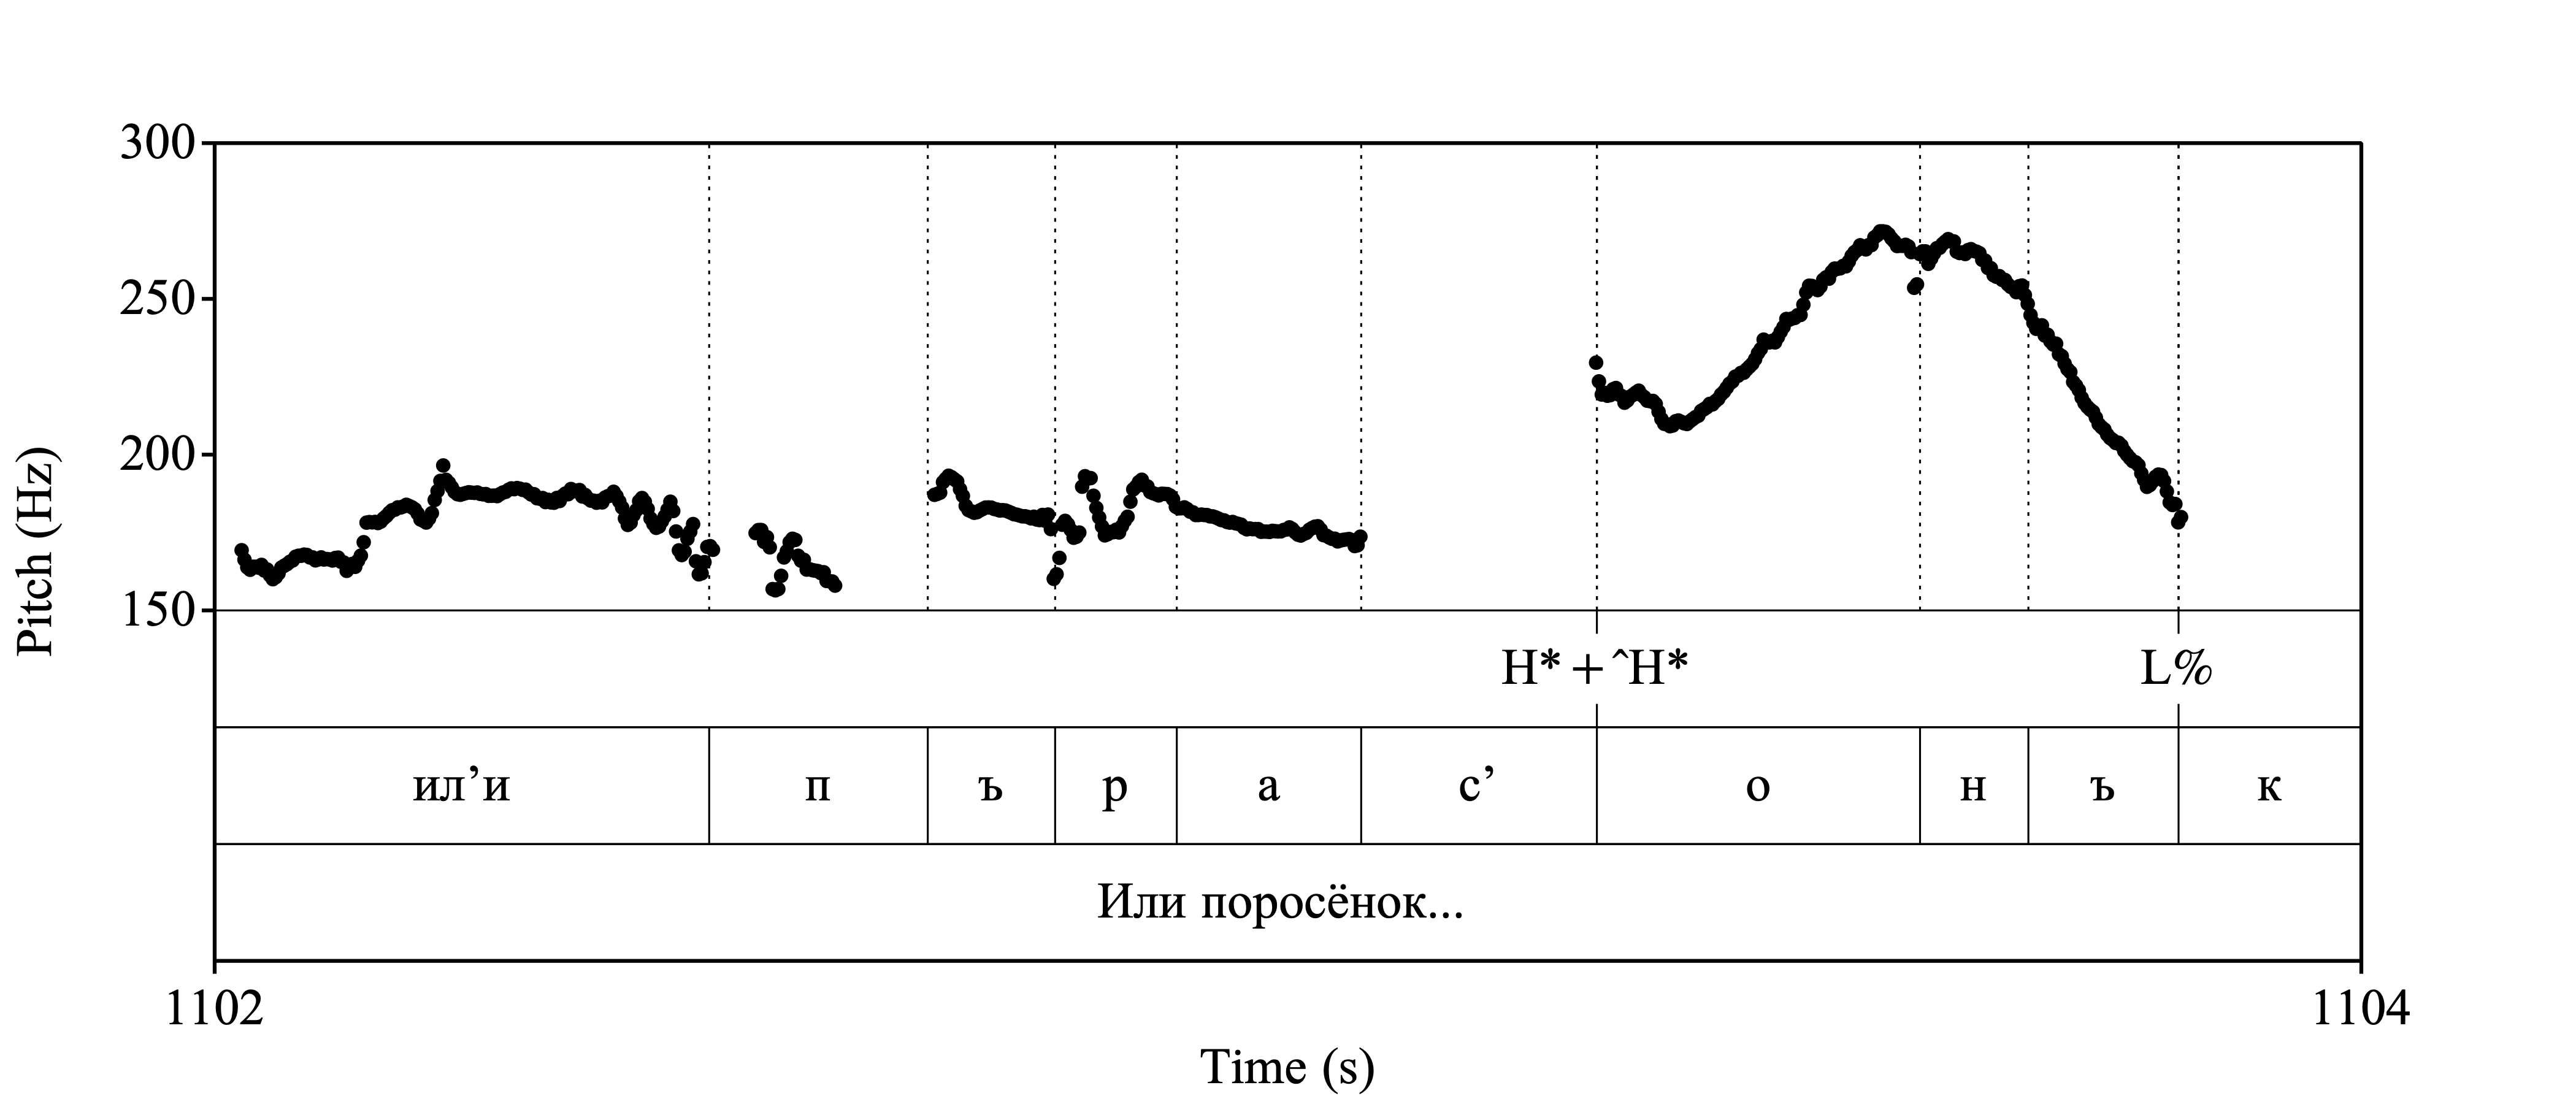 300
250
200
150
Pitch (Hz)
H* + ˆH* L%
ил’и п ъ р а с’ о н ъ к
Или поросёнок...
1102 1104
Time (s)